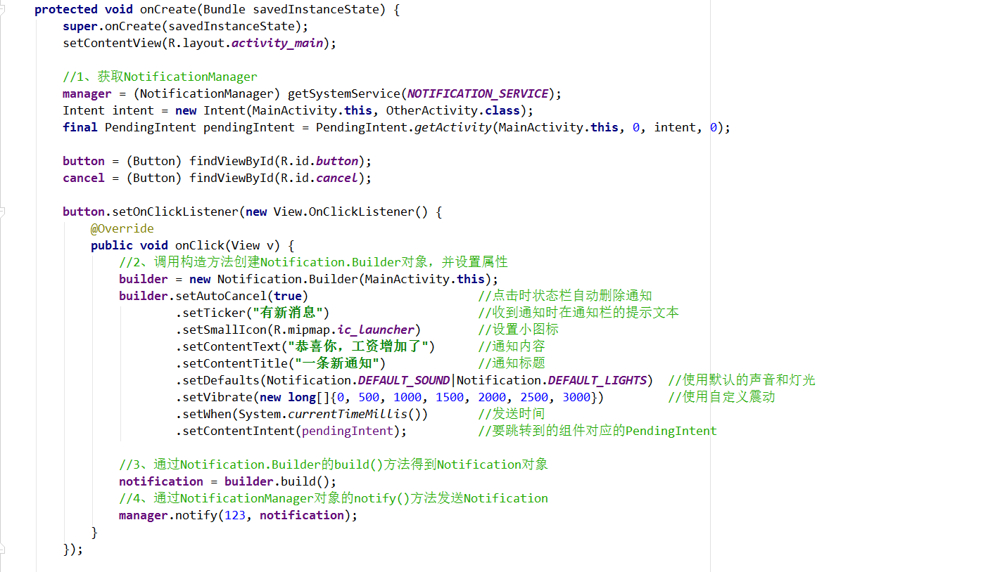 protected void onCreate(Bundle savedInstanceState) {
super.onCreate(savedInstanceState);
setContentView(R.layout.activity_main);
//1、获取NotificationManager
manager = (NotificationManager) getSystemService(NOTIFICATION_SERVICE);
Intent intent = new Intent(MainActivity.this, OtherActivity.class);
final PendingIntent pendingIntent = PendingIntent.getActivity(MainActivity.this, 0, intent, 0);
button = (Button) findViewById(R.id.button);
cancel = (Button) findViewById(R.id.cancel);
button.setOnClickListener(new View.OnClickListener() {
@Override
public void onClick(View v) {
//2、调用构造方法创建Notification.Builder对象，并设置属性
builder = new Notification.Builder(MainActivity.this);
builder.setAutoCancel(true) //点击时状态栏自动删除通知
.setTicker("有新消息") //收到通知时在通知栏的提示文本
.setSmallIcon(R.mipmap.ic_launcher) //设置小图标
.setContentText("恭喜你，工资增加了") //通知内容
.setContentTitle("一条新通知") //通知标题
.setDefaults(Notification.DEFAULT_SOUND|Notification.DEFAULT_LIGHTS) //使用默认的声音和灯光
.setVibrate(new long[]{0, 500, 1000, 1500, 2000, 2500, 3000}) //使用自定义震动
.setWhen(System.currentTimeMillis()) //发送时间
.setContentIntent(pendingIntent); //要跳转到的组件对应的PendingIntent
//3、通过Notification.Builder的build()方法得到Notification对象
notification = builder.build();
//4、通过NotificationManager对象的notify()方法发送Notification
manager.notify(123, notification);
}
});